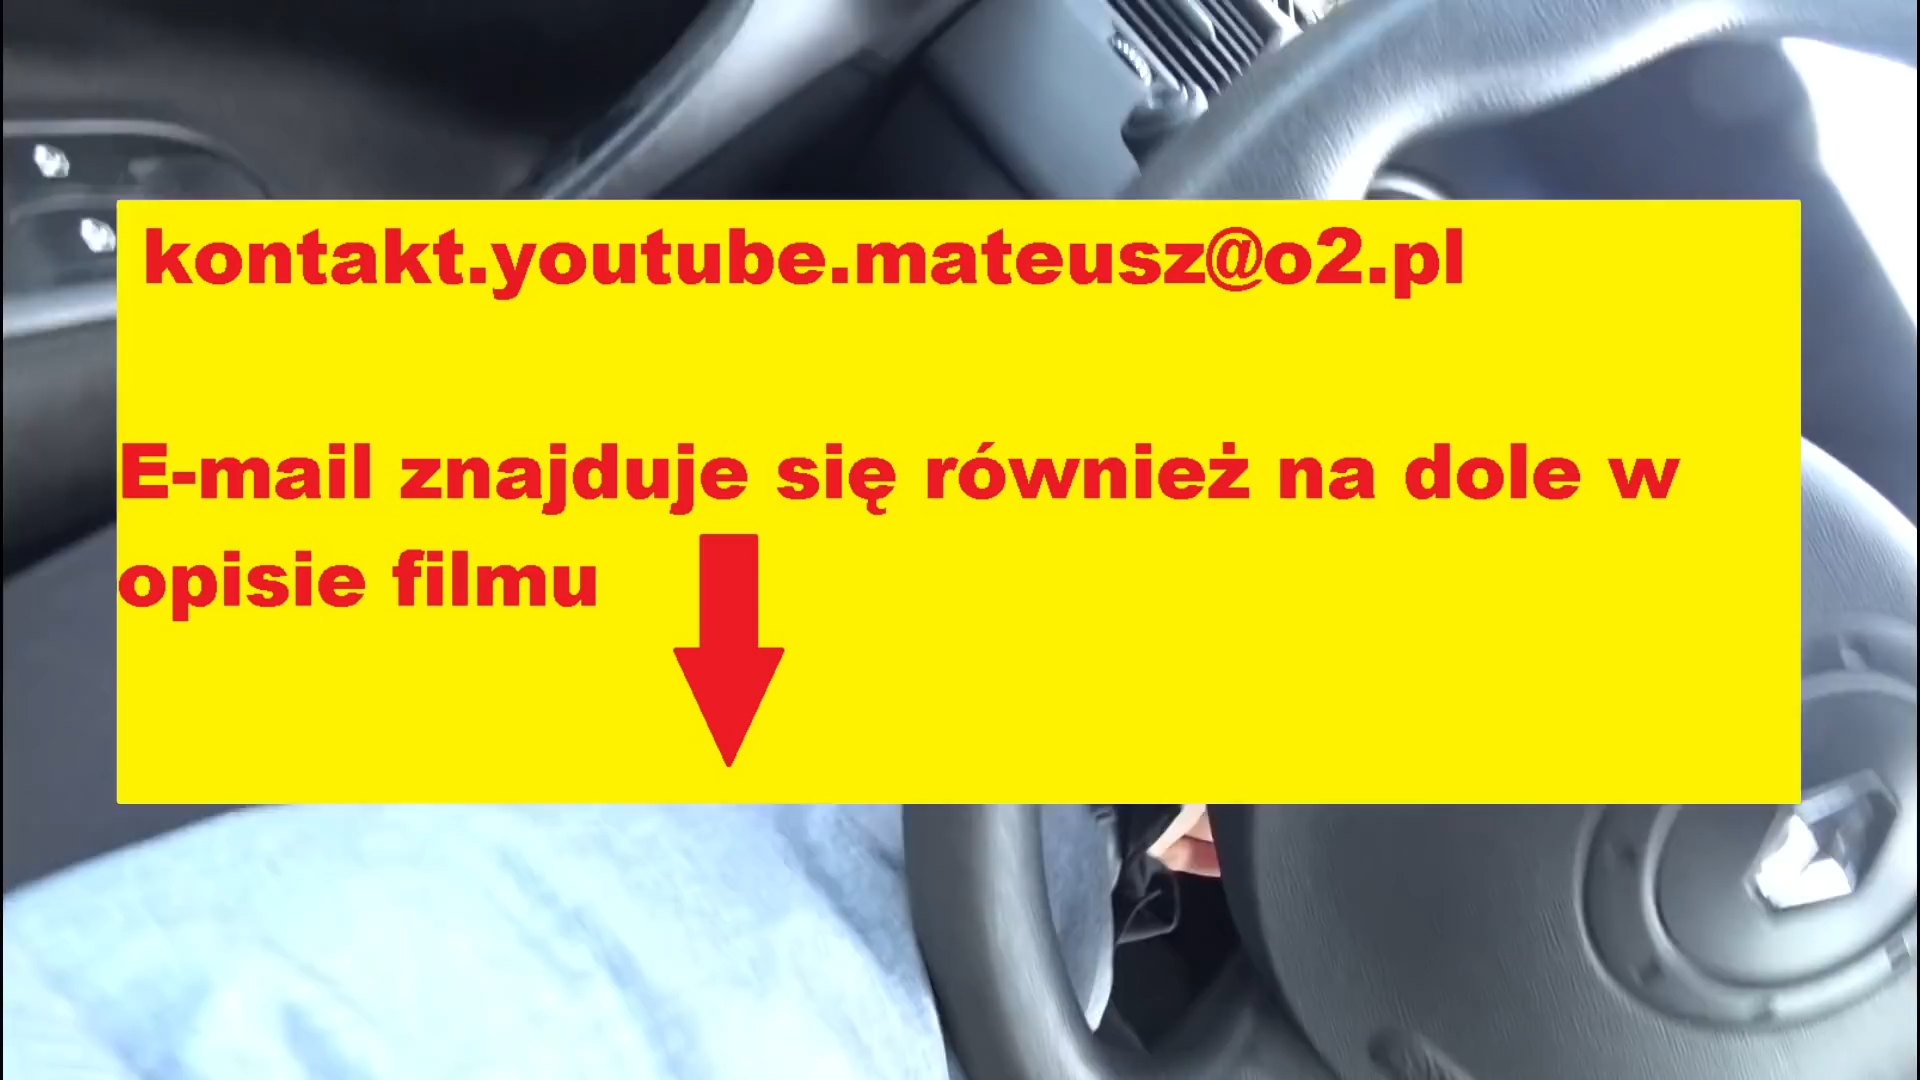 kontakt.youtube.mateusz@o2.pl
E-mail znajduje się również na dole w
opisie filmu